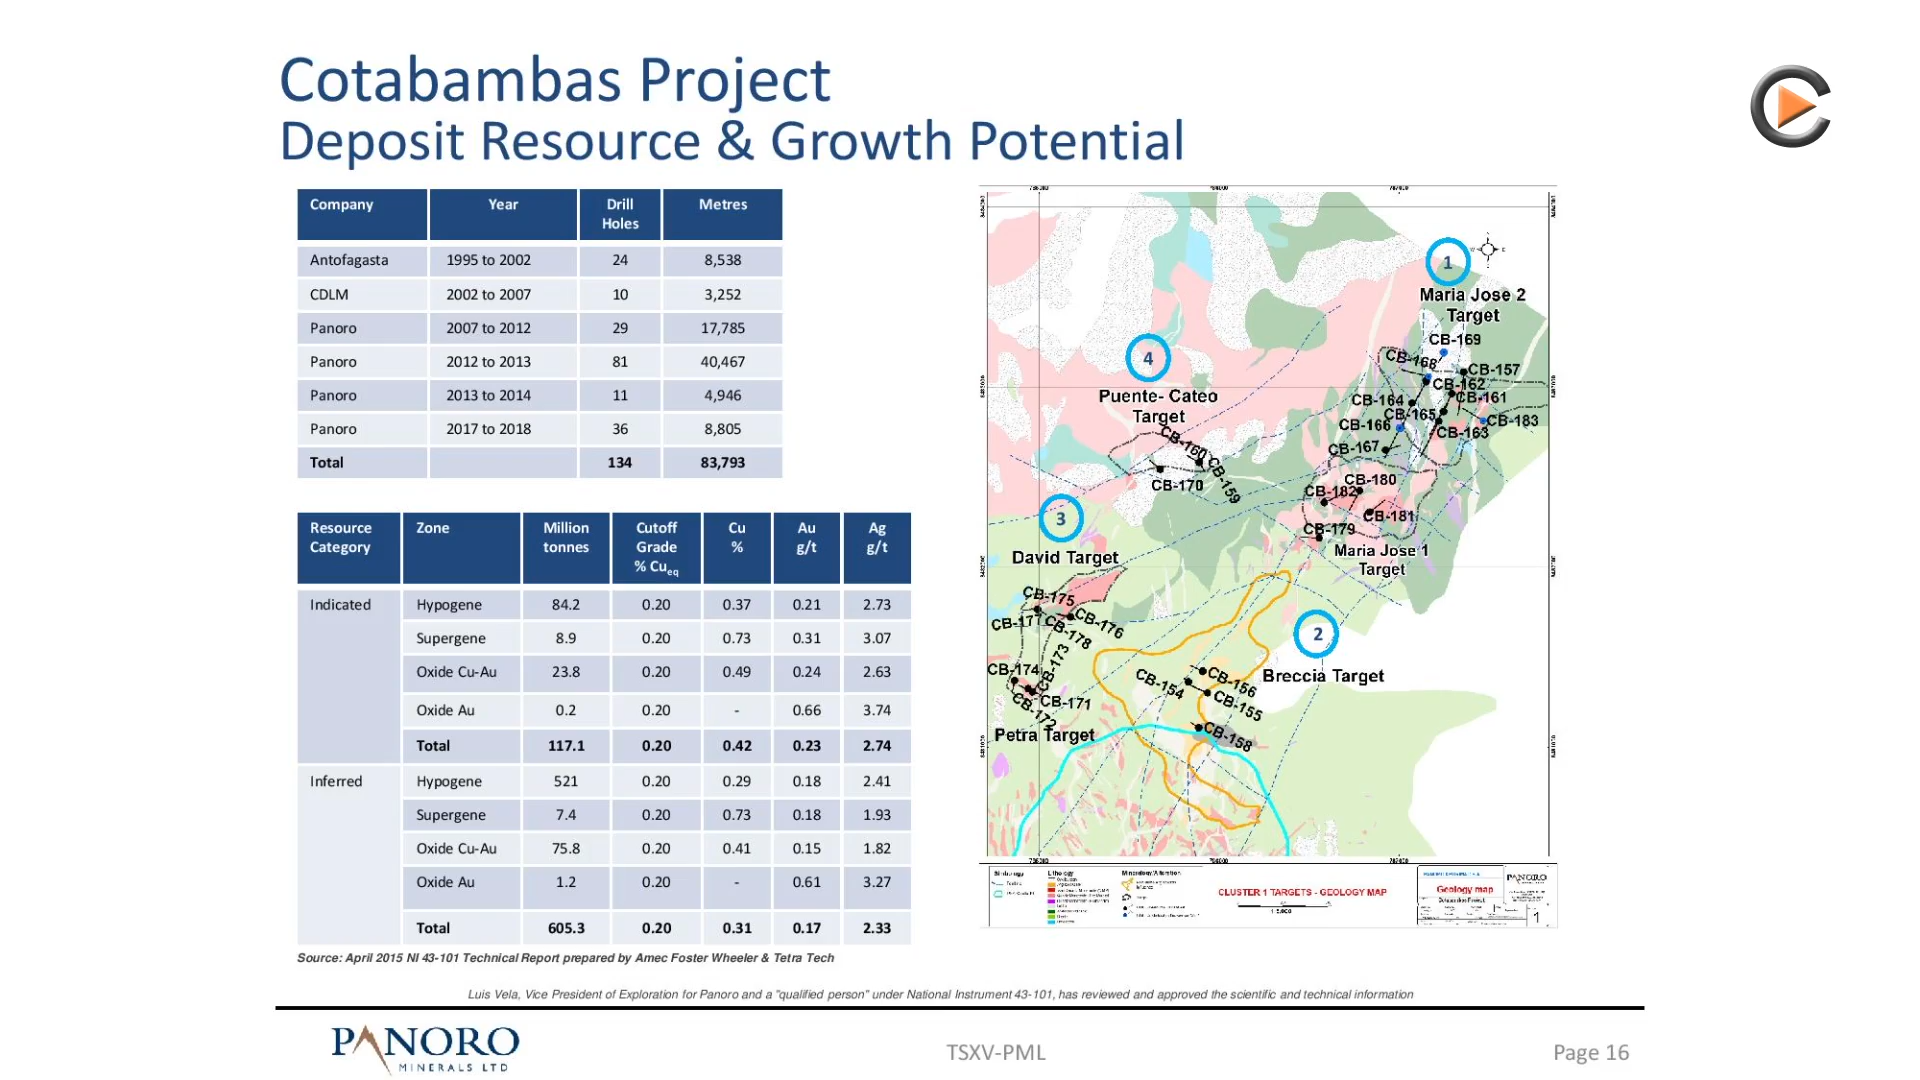 Cotabambas Project
Deposit Resource & Growth Potential
Company Year Drill Holes Metres
Antofagasta 1995 to 2002 24 8,538
CDLM 2002 to 2007 10 3,252
Panoro 2007 to 2012 29 17,785
Panoro 2012 to 2013 81 40,467
Panoro 2013 to 2014 11 4,946
Panoro 2017 to 2018 36 8,805
Total 134 83,793
Resource Category Zone Million tonnes Cutoff Grade % Cueq Cu % Au g/t Ag g/t
Indicated Hypogene 84.2 0.20 0.37 0.21 2.73
Supergene 8.9 0.20 0.73 0.31 3.07
Oxide Cu-Au 23.8 0.20 0.49 0.24 2.63
Oxide Au 0.2 0.20 - 0.66 3.74
Total 117.1 0.20 0.42 0.23 2.74
Inferred Hypogene 521 0.20 0.29 0.18 2.41
Supergene 7.4 0.20 0.73 0.18 1.93
Oxide Cu-Au 75.8 0.20 0.41 0.15 1.82
Oxide Au 1.2 0.20 - 0.61 3.27
Total 605.3 0.20 0.31 0.17 2.33
Source: April 2015 NI 43-101 Technical Report prepared by Amec Foster Wheeler & Tetra Tech
1
Maria Jose 2
Target
CB-169
CB-168
CB-157
CB-162
CB-161
CB-164
CB-165
CB-183
CB-166
CB-163
CB-167
4
Puente- Cateo
Target
CB-160
CB-159
CB-170
CB-180
CB-182
CB-181
CB-179
Maria Jose 1
Target
3
David Target
CB-175
CB-176
CB-177
CB-178
CB-173
CB-174
CB-171
CB-172
Petra Target
2
Breccia Target
CB-156
CB-154
CB-155
CB-158
Lithology
CLUSTER 1 TARGETS - GEOLOGY MAP
PANORO
Geology map
1
Luis Vela, Vice President of Exploration for Panoro and a "qualified person" under National Instrument 43-101, has reviewed and approved the scientific and technical information
PANORO
MINERALS LTD
TSXV-PML
Page 16